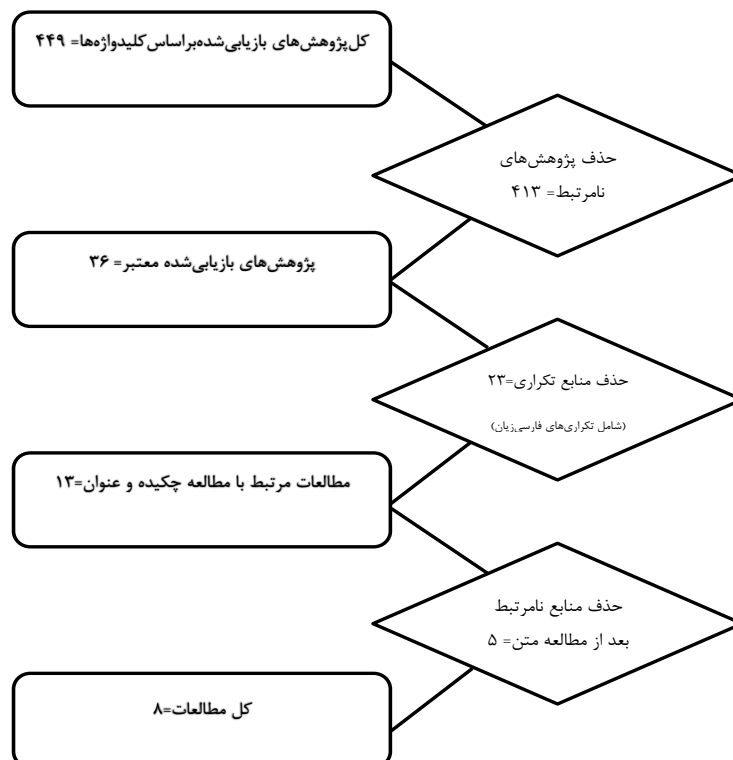 کل‌پژوهش‌های بازیابی‌شده‌براساس‌کلیدواژه‌ها= ۴۴۹
حذف پژوهش‌های
نامرتبط= ۴۱۳
پژوهش‌های بازیابی‌شده معتبر= ۳۶
حذف منابع تکراری=۲۳
(شامل تکراری‌های فارسی‌زبان)
مطالعات مرتبط با مطالعه چکیده و عنوان=۱۳
حذف منابع نامرتبط
بعد از مطالعه متن= ۵
کل مطالعات=۸